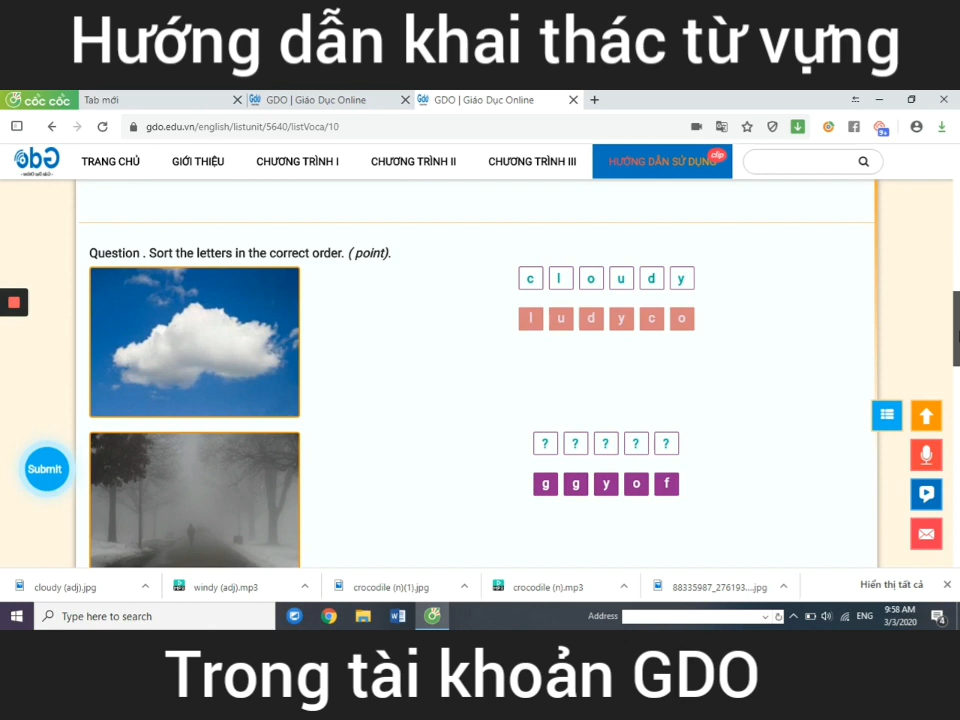 Hướng dẫn khai thác từ vựng
cốc cốc Tab mới GDO | Giáo Dục Online GDO | Giáo Dục Online
gdo.edu.vn/english/listunit/5640/listVoca/10
TRANG CHỦ GIỚI THIỆU CHƯƠNG TRÌNH I CHƯƠNG TRÌNH II CHƯƠNG TRÌNH III HƯỚNG DẪN SỬ DỤNG clip
Question . Sort the letters in the correct order. ( point).
c l o u d y
l u d y c o
? ? ? ? ?
g g y o f
Submit
cloudy (adj).jpg windy (adj).mp3 crocodile (n)(1).jpg crocodile (n).mp3 88335987_276193....jpg Hiển thị tất cả
Type here to search Address ENG 9:58 AM
3/3/2020 4
Trong tài khoản GDO